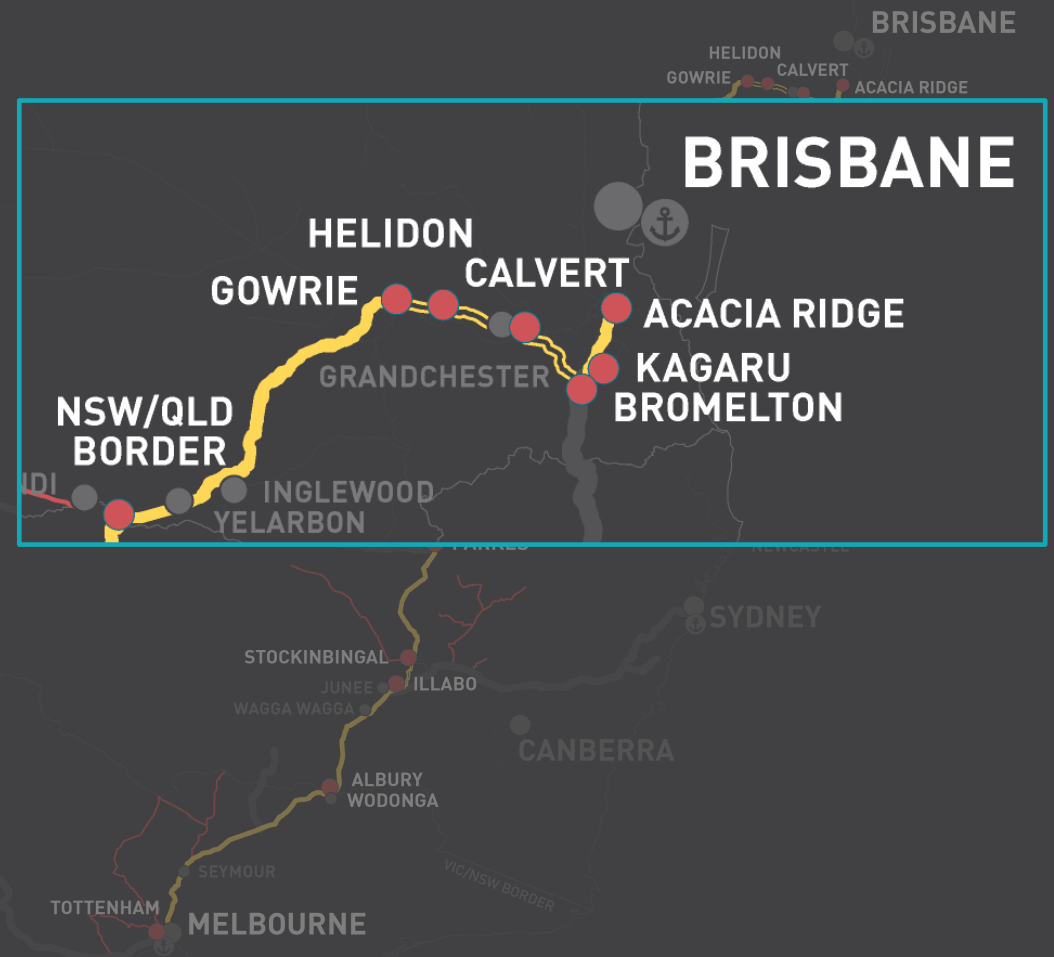 BRISBANE
HELIDON
GOWRIE
CALVERT
ACACIA RIDGE
BRISBANE
HELIDON
CALVERT
GOWRIE
ACACIA RIDGE
GRANDCHESTER
KAGARU
BROMELTON
NSW/QLD
BORDER
IDI
INGLEWOOD
YELARBON
PARKES
NEWCASTLE
SYDNEY
STOCKINBINGAL
JUNEE
ILLABO
WAGGA WAGGA
CANBERRA
ALBURY
WODONGA
SEYMOUR
VIC/NSW BORDER
TOTTENHAM
MELBOURNE